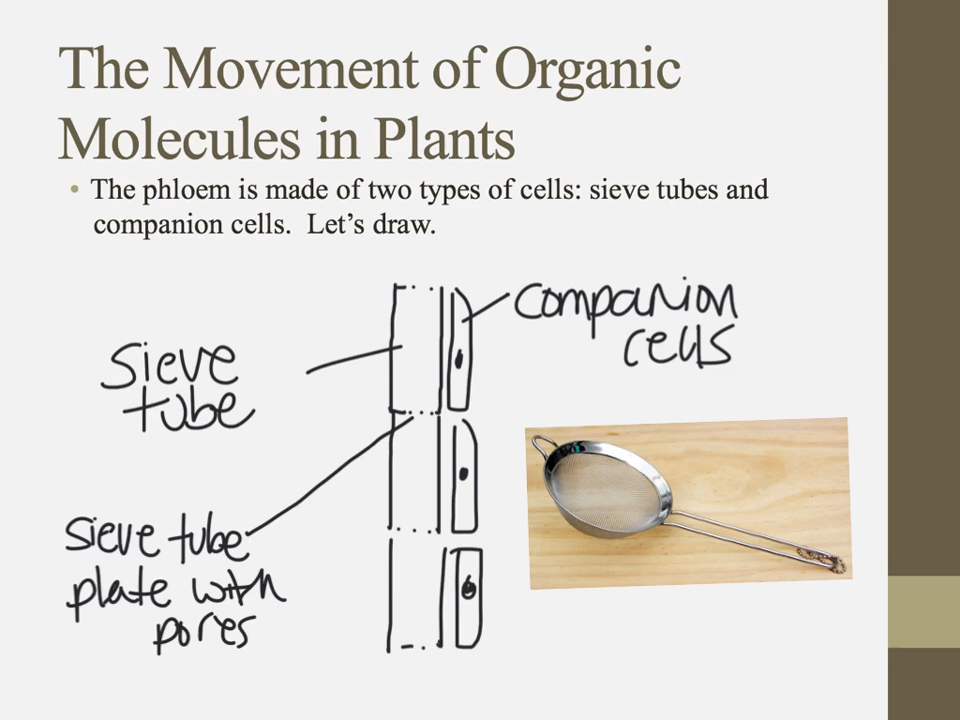 The Movement of Organic
Molecules in Plants
• The phloem is made of two types of cells: sieve tubes and
companion cells.  Let’s draw.
companion
cells
sieve
tube
sieve tube
plate with
pores